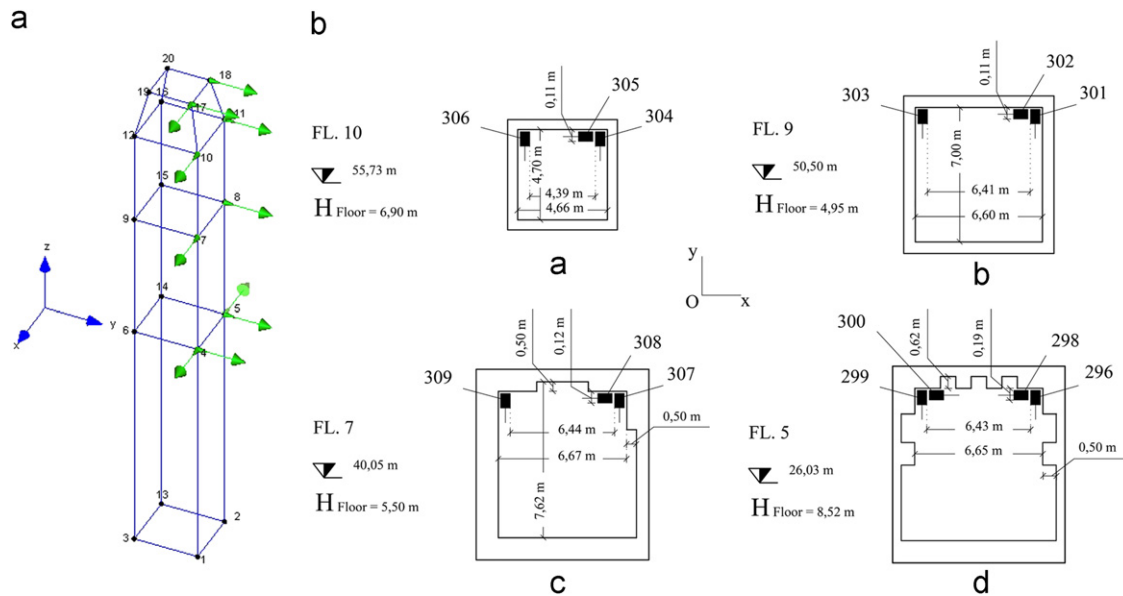 a
b
20
18
19
16
17
11
12
10
15
8
9
7
14
5
6
4
13
2
3
1
z
y
x
FL. 10
55,73 m
H Floor = 6,90 m
0,11 m
305
306
304
4,70 m
4,39 m
4,66 m
a
FL. 9
50,50 m
H Floor = 4,95 m
0,11 m
302
303
301
7,00 m
6,41 m
6,60 m
b
y
O
x
FL. 7
40,05 m
H Floor = 5,50 m
0,50 m
0,12 m
308
309
307
6,44 m
6,67 m
7,62 m
0,50 m
c
FL. 5
26,03 m
H Floor = 8,52 m
0,62 m
0,19 m
300
298
299
296
6,43 m
6,65 m
0,50 m
d